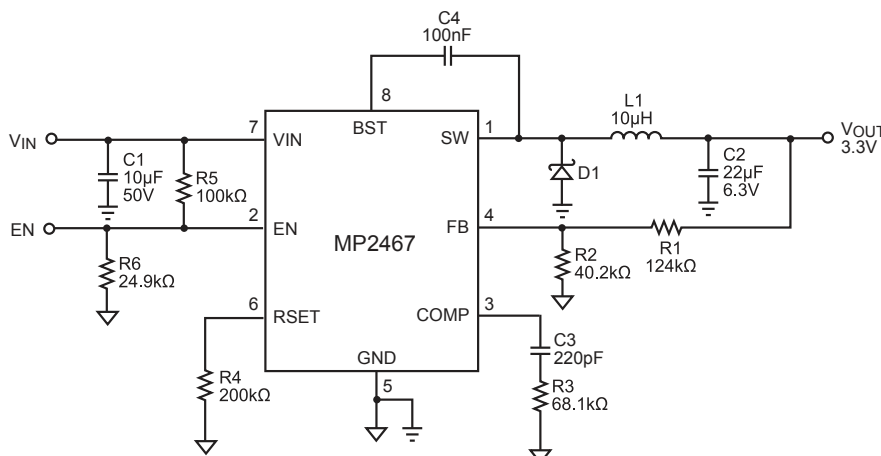 C4
100nF
8
BST
L1
10µH
7
VIN
SW
1
VIN
VOUT
3.3V
C1
10µF
50V
R5
100kΩ
D1
C2
22µF
6.3V
EN
2
EN
MP2467
FB
4
R6
24.9kΩ
R2
40.2kΩ
R1
124kΩ
6
RSET
COMP
3
GND
5
R4
200kΩ
C3
220pF
R3
68.1kΩ